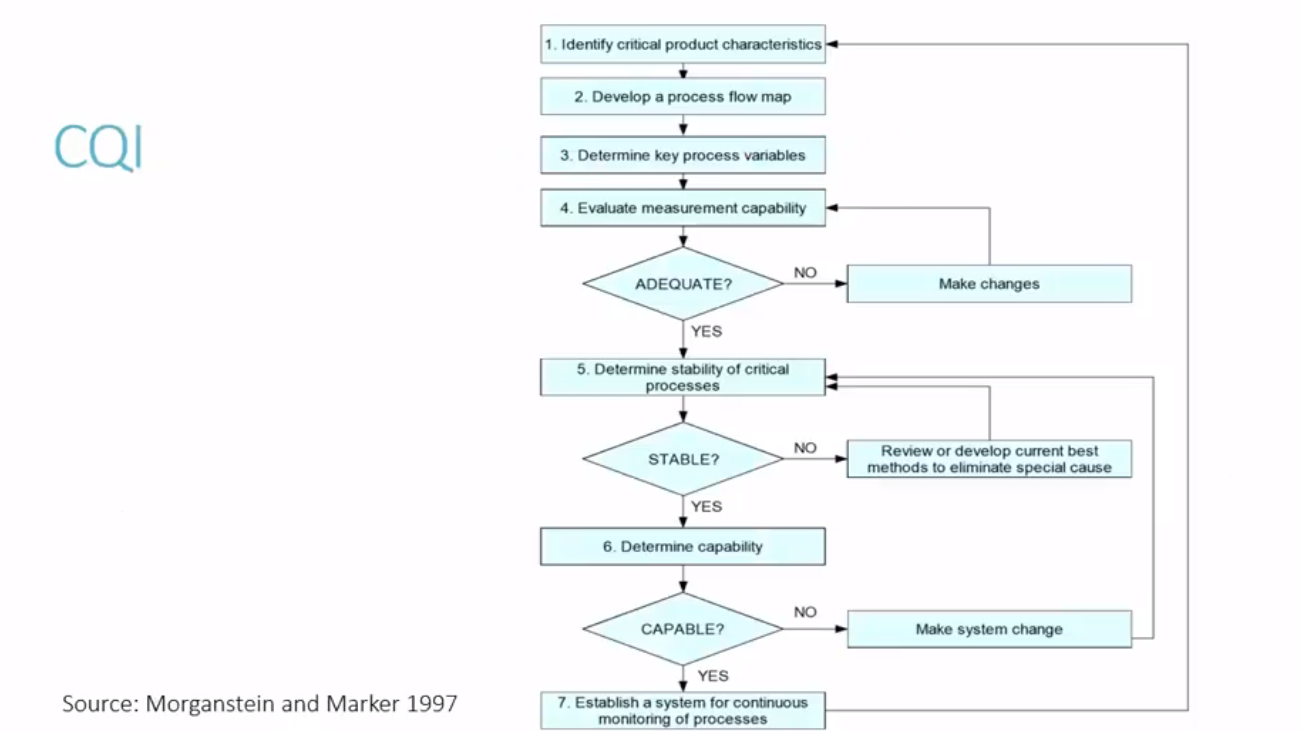 CQI
1. Identify critical product characteristics
2. Develop a process flow map
3. Determine key process variables
4. Evaluate measurement capability
ADEQUATE?
NO
Make changes
YES
5. Determine stability of critical
processes
STABLE?
NO
Review or develop current best
methods to eliminate special cause
YES
6. Determine capability
CAPABLE?
NO
Make system change
YES
7. Establish a system for continuous
monitoring of processes
Source: Morganstein and Marker 1997